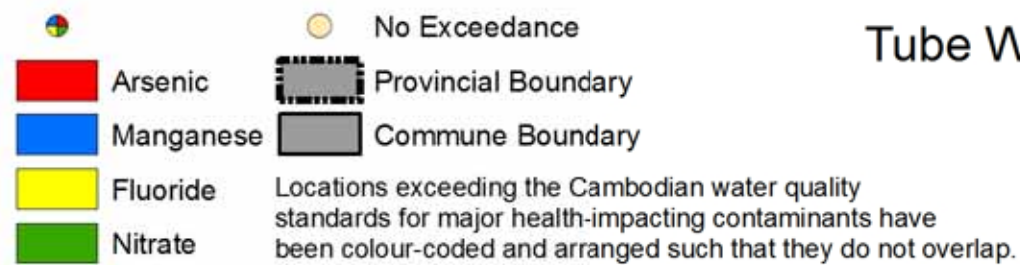 No Exceedance
Tube W
Arsenic
Provincial Boundary
Manganese
Commune Boundary
Fluoride
Nitrate
Locations exceeding the Cambodian water quality
standards for major health-impacting contaminants have
been colour-coded and arranged such that they do not overlap.